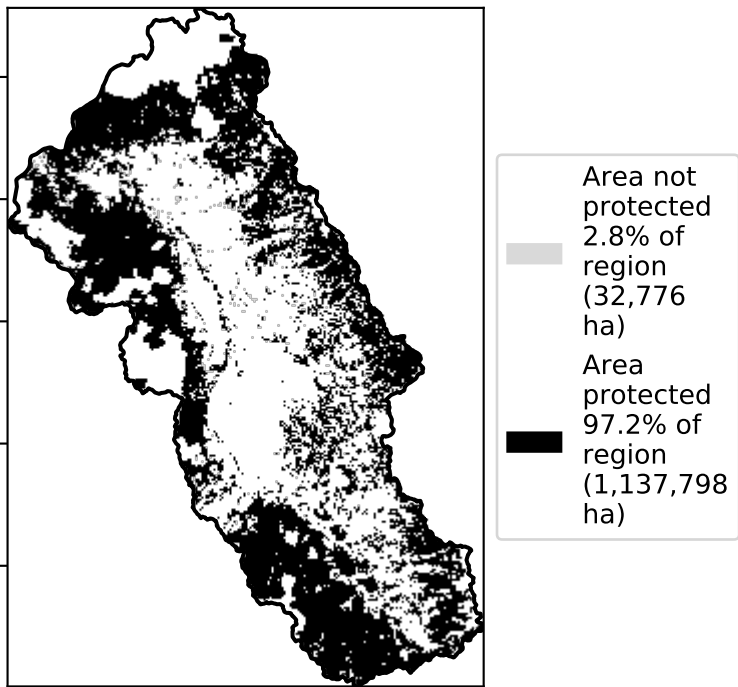 Area not
protected
2.8% of
region
(32,776
ha)
Area
protected
97.2% of
region
(1,137,798
ha)